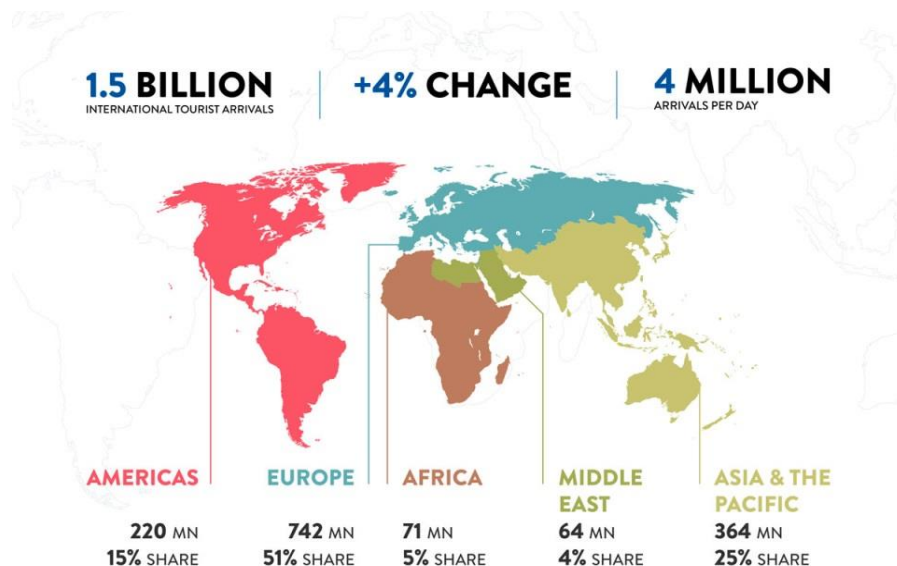 1.5 BILLION
INTERNATIONAL TOURIST ARRIVALS
+4% CHANGE
4 MILLION
ARRIVALS PER DAY
AMERICAS
220 MN
15% SHARE
EUROPE
742 MN
51% SHARE
AFRICA
71 MN
5% SHARE
MIDDLE
EAST
64 MN
4% SHARE
ASIA & THE
PACIFIC
364 MN
25% SHARE